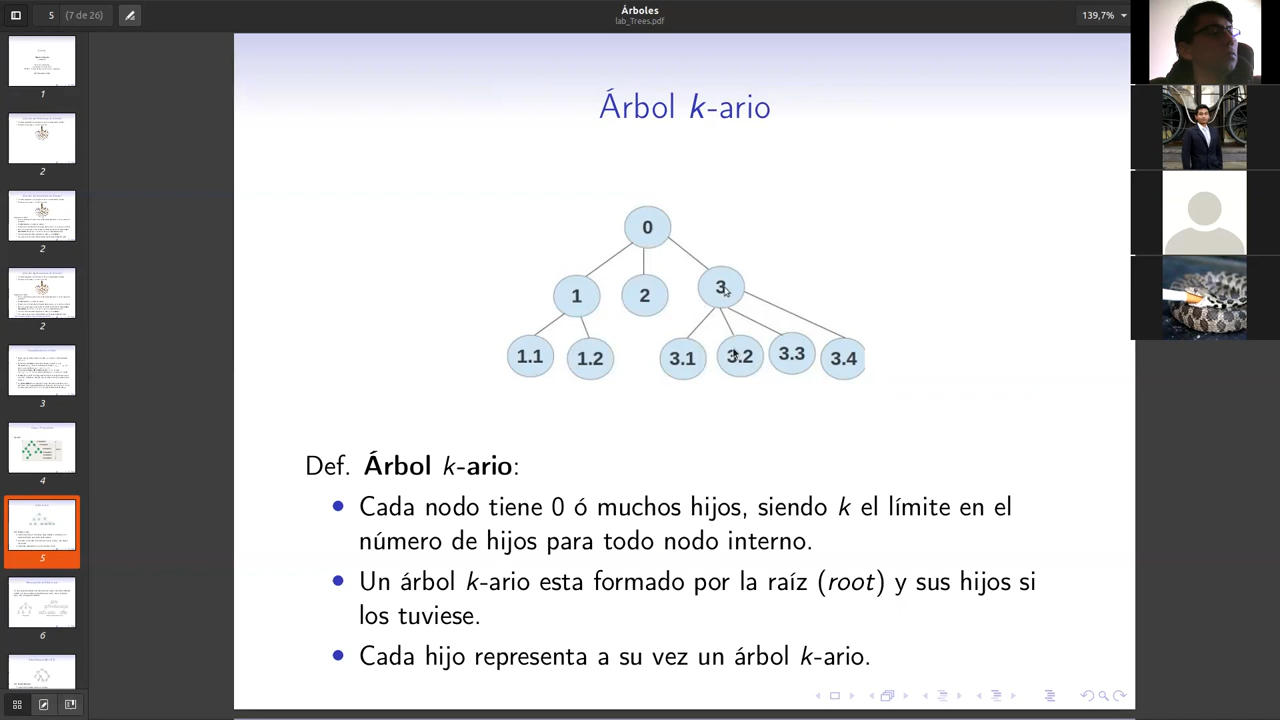 5 (7 de 26)
Árboles
lab_Trees.pdf
139,7%
Árbol k-ario
0
1
2
3
1.1
1.2
3.1
3.2
3.3
3.4
Def. Árbol k-ario:
Cada nodo tiene 0 ó muchos hijos, siendo k el límite en el
número de hijos para todo nodo interno.
Un árbol k-ario esta formado por la raíz (root) y sus hijos si
los tuviese.
Cada hijo representa a su vez un árbol k-ario.
1
2
2
2
3
4
5
6